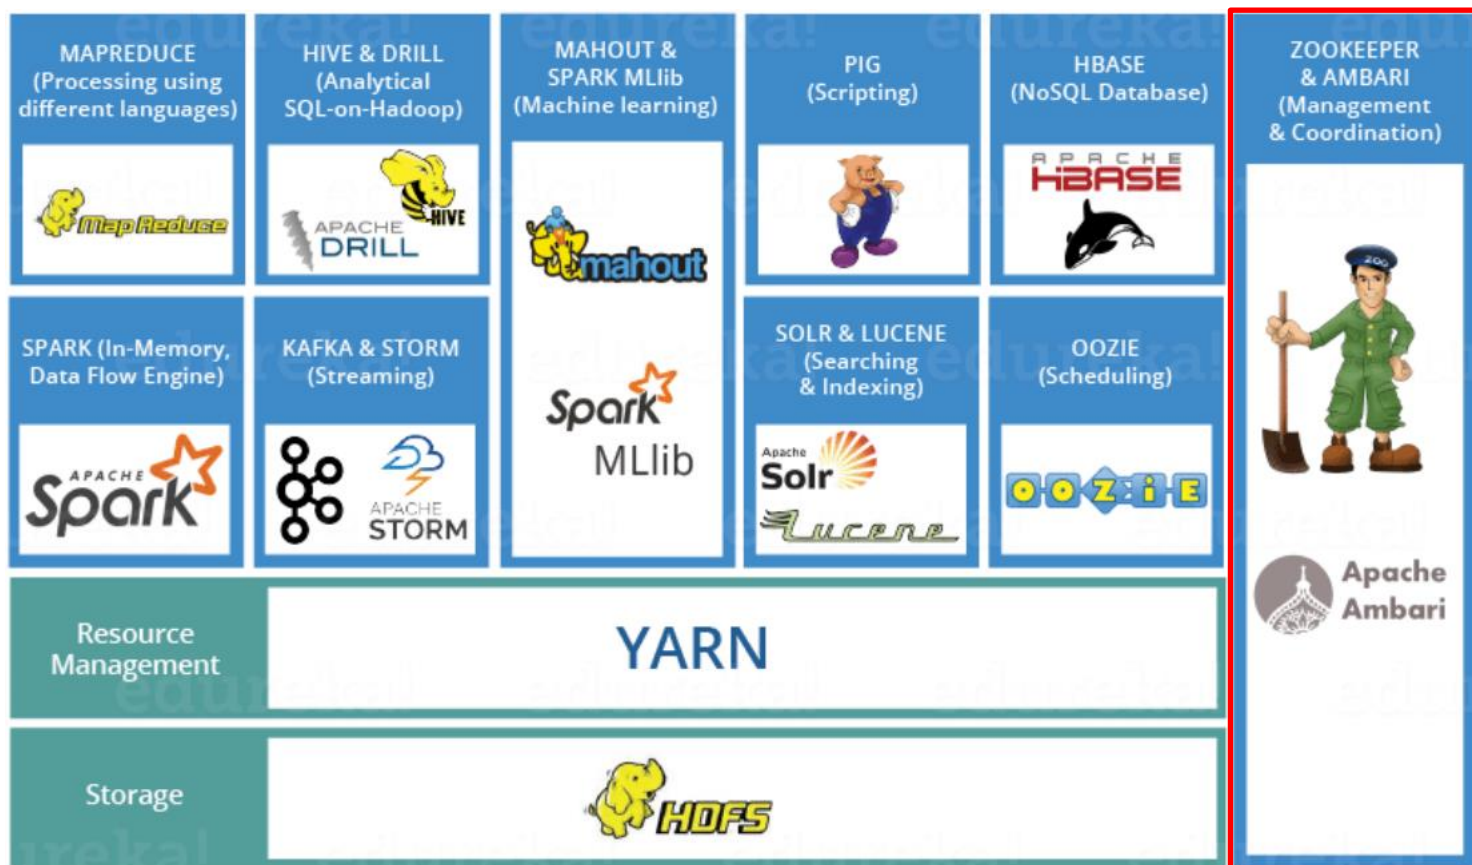 MAPREDUCE
(Processing using
different languages)
Map Reduce
HIVE & DRILL
(Analytical
SQL-on-Hadoop)
HIVE
APACHE
DRILL
MAHOUT &
SPARK MLlib
(Machine learning)
mahout
Spark
MLlib
PIG
(Scripting)
HBASE
(NoSQL Database)
APACHE
HBASE
ZOOKEEPER
& AMBARI
(Management
& Coordination)
ZOO
Apache
Ambari
SPARK (In-Memory,
Data Flow Engine)
APACHE
Spark
KAFKA & STORM
(Streaming)
APACHE
STORM
SOLR & LUCENE
(Searching
& Indexing)
Apache
Solr
Lucene
OOZIE
(Scheduling)
OOZiE
Resource
Management
YARN
Storage
HDFS
edureka!